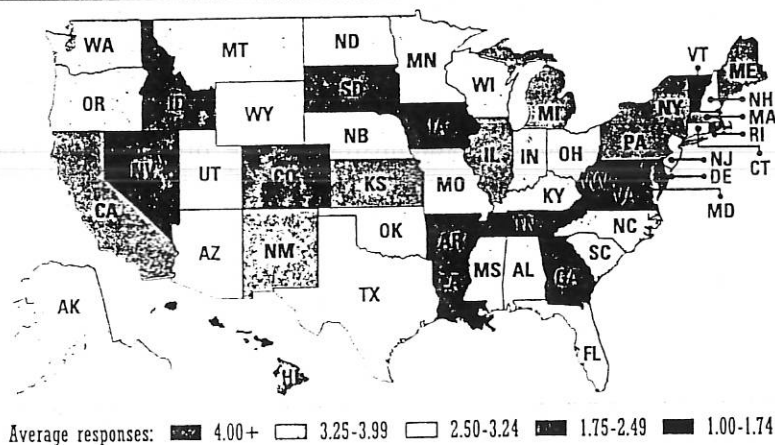 WA
MT
ND
MN
VT
ME
OR
ID
SD
WI
MI
NY
NH
MA
RI
WY
IA
PA
NB
IL
IN
OH
NJ
CT
NV
UT
CO
DE
CA
KS
MO
KY
VA
MD
AZ
NM
OK
AR
TN
NC
SC
MS
AL
GA
AK
TX
LA
FL
HI
Average responses: 4.00+ 3.25-3.99 2.50-3.24 1.75-2.49 1.00-1.74